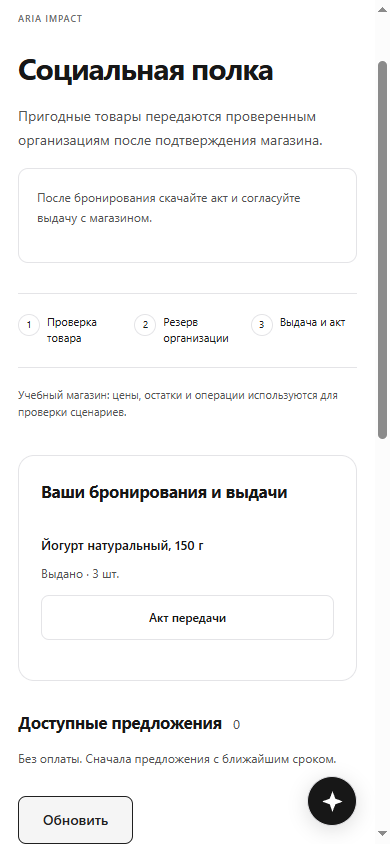 ARIA IMPACT
Социальная полка
Пригодные товары передаются проверенным
организациям после подтверждения магазина.
После бронирования скачайте акт и согласуйте
выдачу с магазином.
1 Проверка
товара
2 Резерв
организации
3 Выдача и акт
Учебный магазин: цены, остатки и операции используются для
проверки сценариев.
Ваши бронирования и выдачи
Йогурт натуральный, 150 г
Выдано · 3 шт.
Акт передачи
Доступные предложения 0
Без оплаты. Сначала предложения с ближайшим сроком.
Обновить